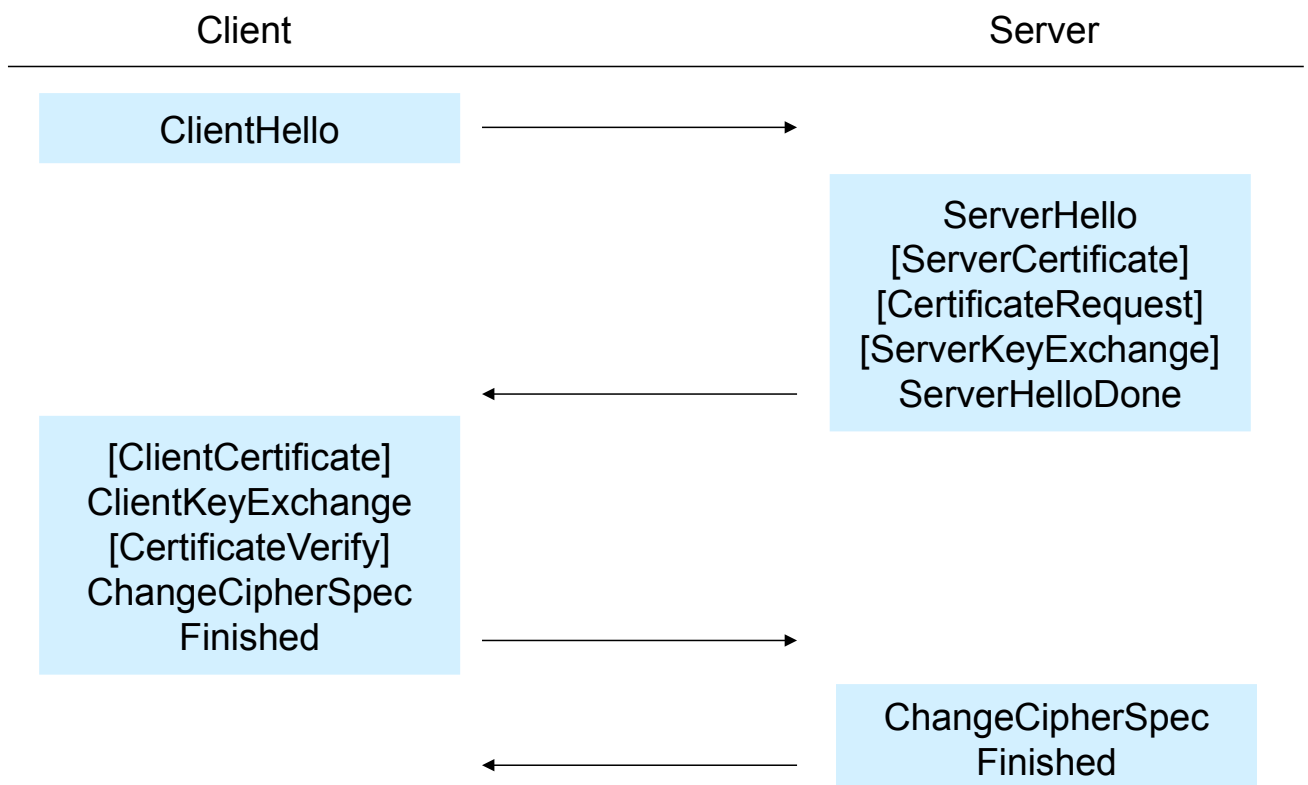 Client
Server
ClientHello
ServerHello
[ServerCertificate]
[CertificateRequest]
[ServerKeyExchange]
ServerHelloDone
[ClientCertificate]
ClientKeyExchange
[CertificateVerify]
ChangeCipherSpec
Finished
ChangeCipherSpec
Finished